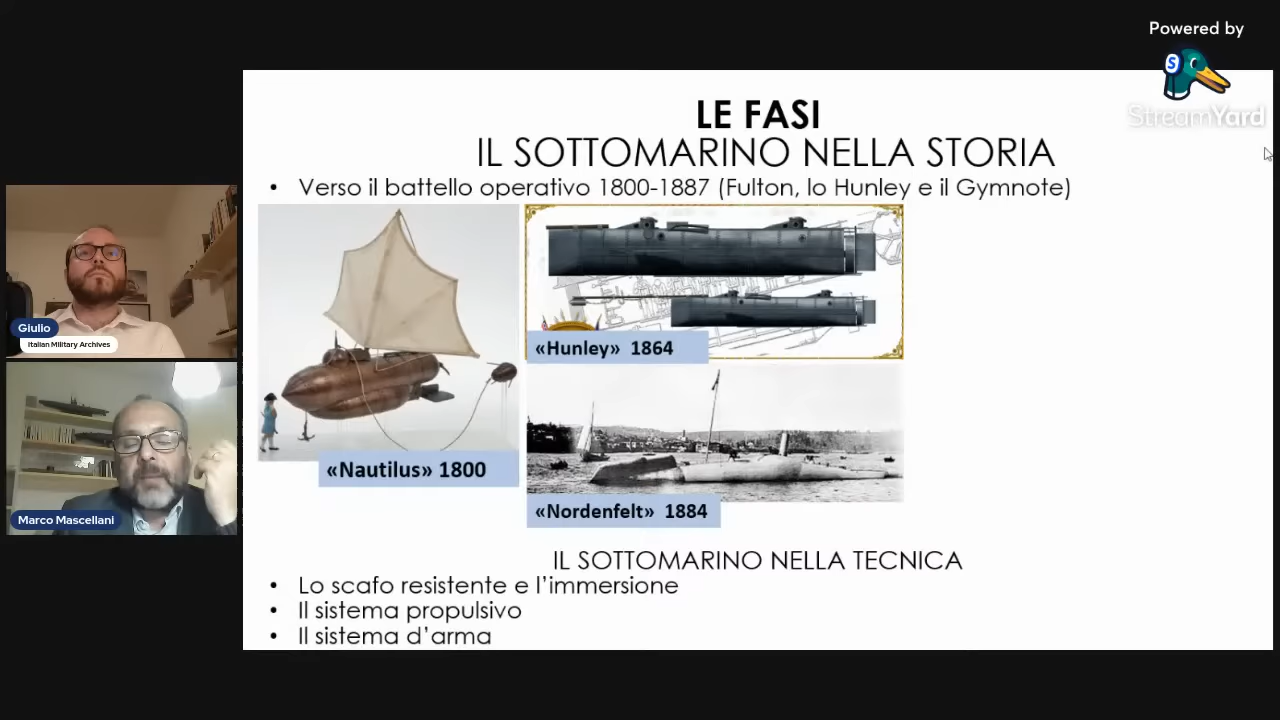 Powered by
StreamYard
LE FASI
IL SOTTOMARINO NELLA STORIA
• Verso il battello operativo 1800-1887 (Fulton, lo Hunley e il Gymnote)
«Hunley» 1864
«Nautilus» 1800
«Nordenfelt» 1884
IL SOTTOMARINO NELLA TECNICA
• Lo scafo resistente e l’immersione
• Il sistema propulsivo
• Il sistema d’arma
Giulio
Italian Military Archives
Marco Mascellani